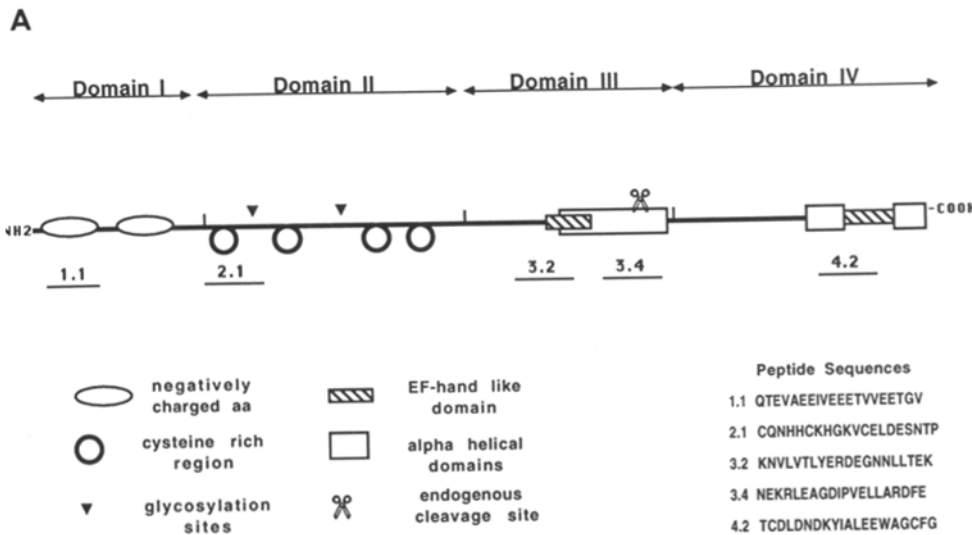 A
Domain I Domain II Domain III Domain IV
NH2 -COOH
1.1 2.1 3.2 3.4 4.2
negatively
charged aa
cysteine rich
region
glycosylation
sites
EF-hand like
domain
alpha helical
domains
endogenous
cleavage site
Peptide Sequences
1.1 QTEVAEEIVEEETVVEETGV
2.1 CQNHHCKHGKVCELDESNTP
3.2 KNVLVTLYERDEGNNLLTEK
3.4 NEKRLEAGDIPVELLARDFE
4.2 TCDLDNDKYIALEEWAGCFG